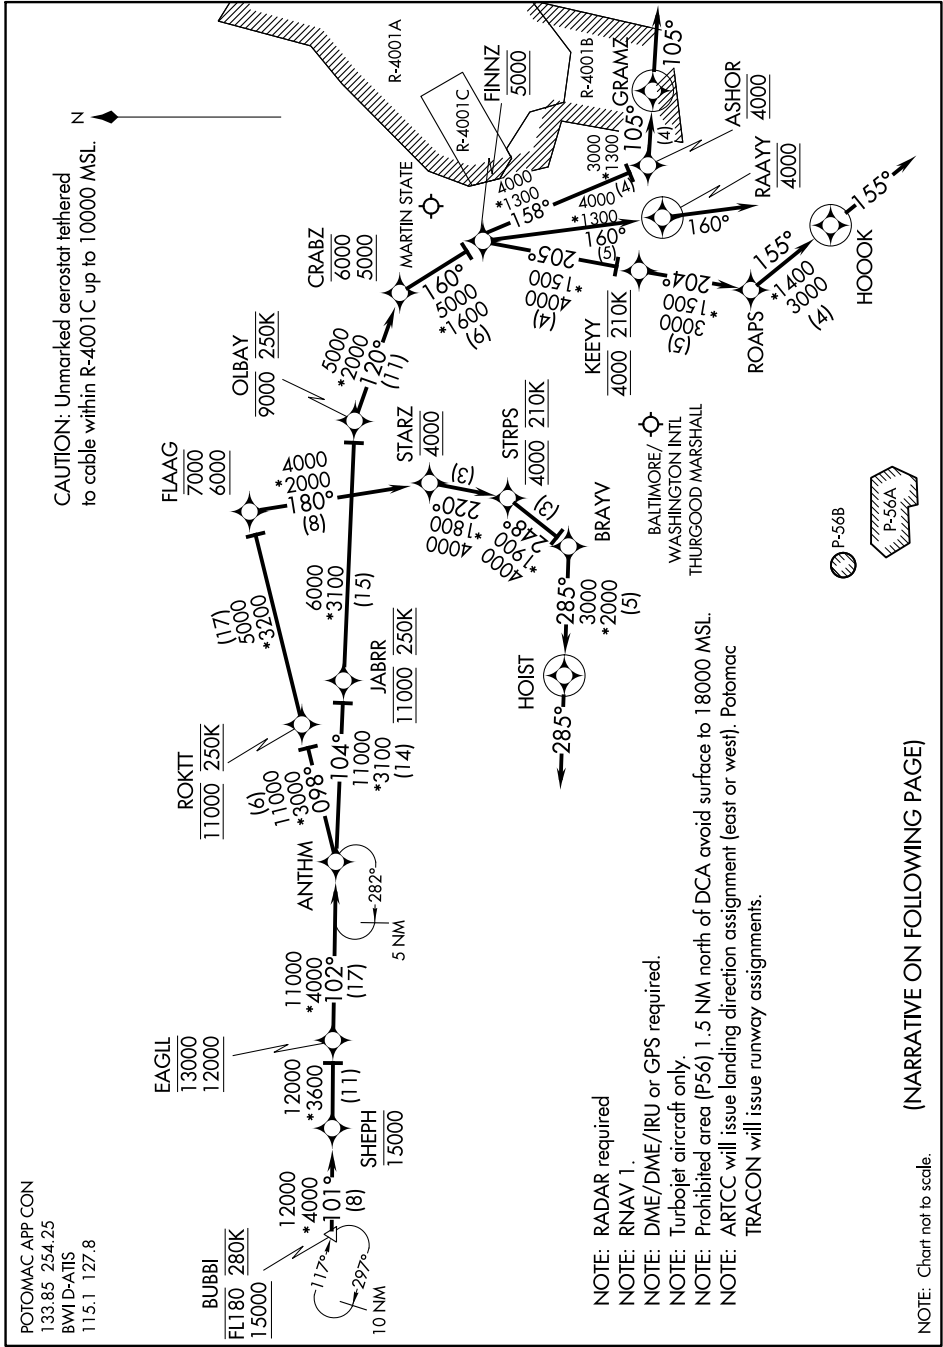 POTOMAC APP CON
133.85 254.25
BWI D-ATIS
115.1 127.8
CAUTION: Unmarked aerostat tethered
to cable within R-4001C up to 10000 MSL.
N
BUBBI
FL180 280K
15000
117°
297°
10 NM
12000
*4000
101°
(8)
SHEPH
15000
12000
*3600
(11)
EAGLL
13000
12000
11000
*4000
102°
(17)
ANTHM
282°
5 NM
(6)
11000
*3000
098°
ROKTT
11000 250K
(17)
5000
*3200
FLAAG
7000
6000
4000
*2000
180°
(8)
STARZ
4000
(3)
220°
*1800
4000
STRPS
4000 210K
(3)
248°
*1900
4000
BRAYV
285°
3000
*2000
(5)
HOIST
285°
104°
11000
*3100
(14)
JABRR
11000 250K
6000
*3100
(15)
OLBAY
9000 250K
5000
*2000
120°
(11)
CRABZ
6000
5000
MARTIN STATE
160°
5000
*1600
(9)
FINNZ
5000
R-4001A
R-4001B
R-4001C
4000
*1300
158°
(4)
3000
*1300
105°
(4)
GRAMZ
105°
ASHOR
4000
4000
*1300
160°
(5)
RAAYY
4000
160°
205°
*1500
4000
(4)
KEEYY
4000 210K
204°
*1500
3000
(5)
ROAPS
155°
*1400
3000
(4)
HOOOK
155°
BALTIMORE/
WASHINGTON INTL
THURGOOD MARSHALL
P-56B
P-56A
NOTE: RADAR required
NOTE: RNAV 1.
NOTE: DME/DME/IRU or GPS required.
NOTE: Turbojet aircraft only.
NOTE: Prohibited area (P56) 1.5 NM north of DCA avoid surface to 18000 MSL.
NOTE: ARTCC will issue landing direction assignment (east or west). Potomac
TRACON will issue runway assignments.
(NARRATIVE ON FOLLOWING PAGE)
NOTE: Chart not to scale.